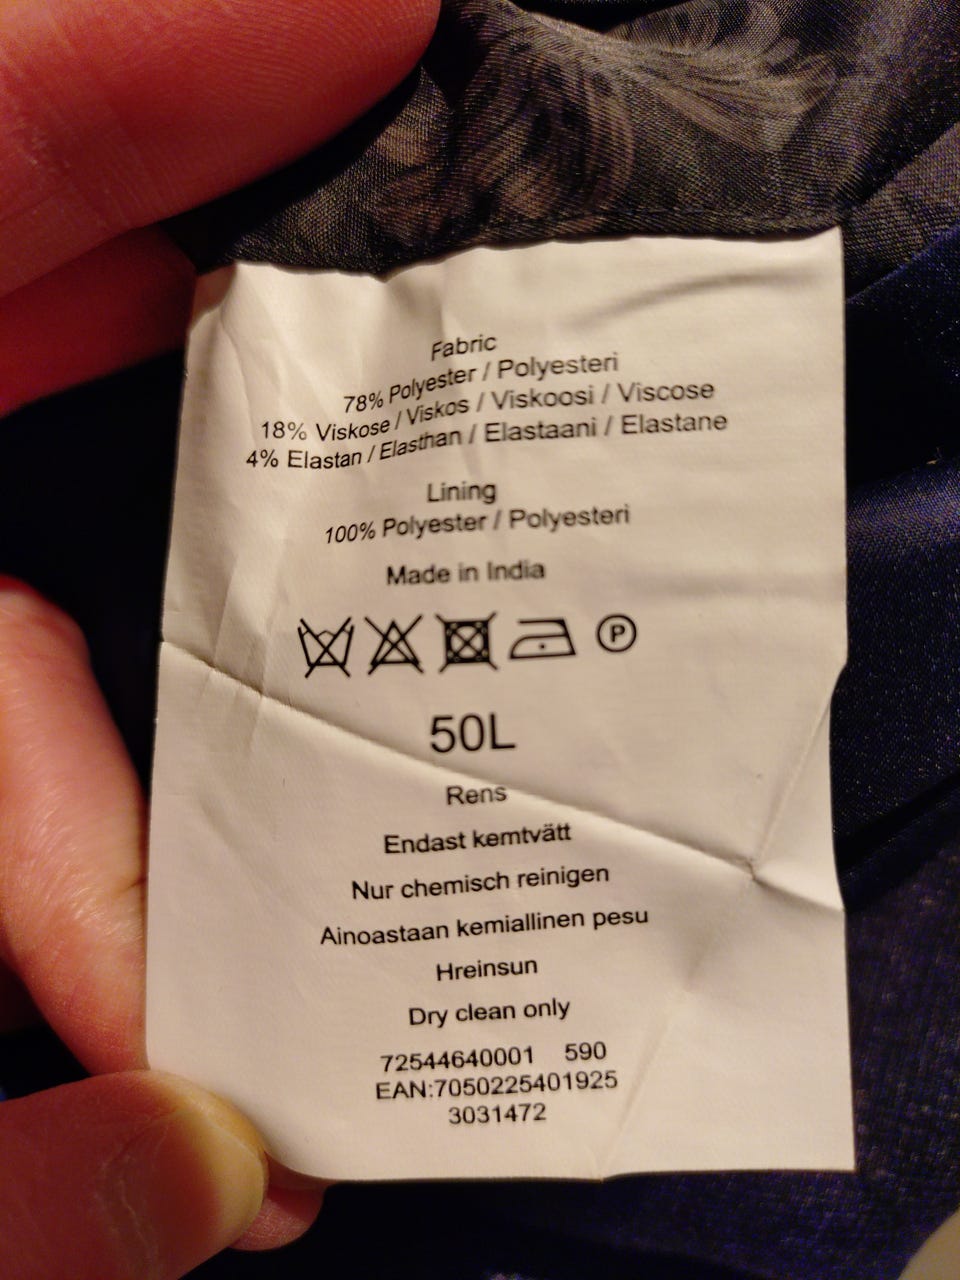 Fabric
78% Polyester / Polyesteri
18% Viskose / Viskos / Viskoosi / Viscose
4% Elastan / Elasthan / Elastaani / Elastane
Lining
100% Polyester / Polyesteri
Made in India
P
50L
Rens
Endast kemtvätt
Nur chemisch reinigen
Ainoastaan kemiallinen pesu
Hreinsun
Dry clean only
72544640001 590
EAN:7050225401925
3031472